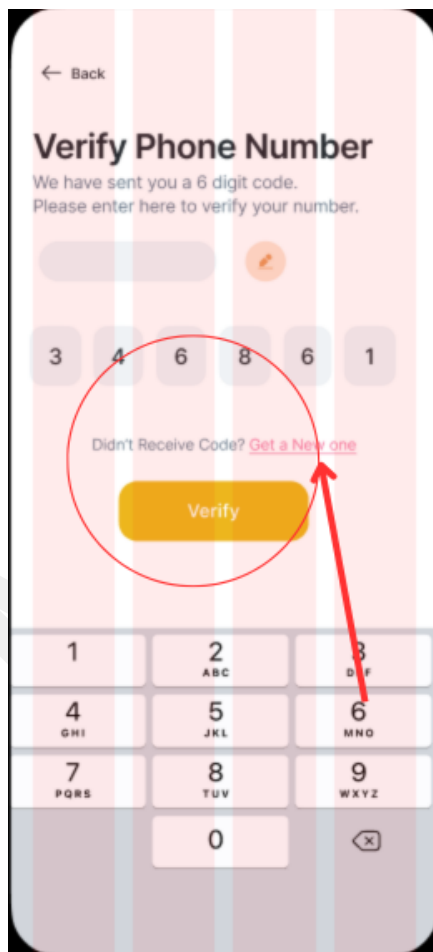 ← Back
Verify Phone Number
We have sent you a 6 digit code.
Please enter here to verify your number.
3 4 6 8 6 1
Didn't Receive Code? Get a New one
Verify
1 2 3
ABC DEF
4 5 6
GHI JKL MNO
7 8 9
PQRS TUV WXYZ
0